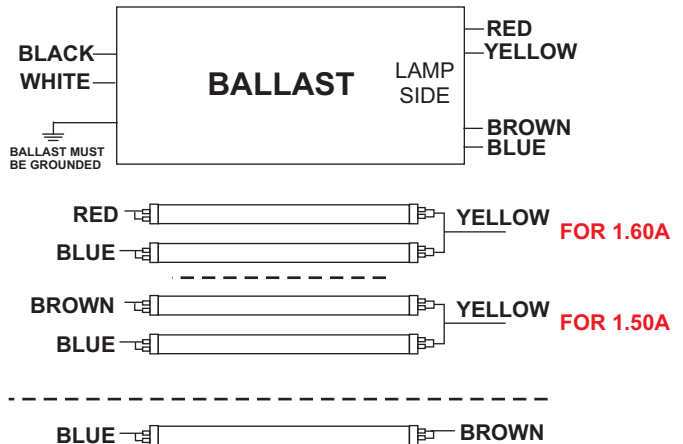 RED
BLACK
YELLOW
WHITE
BALLAST
LAMP
SIDE
BALLAST MUST
BE GROUNDED
BROWN
BLUE
RED
YELLOW
FOR 1.60A
BLUE
BROWN
YELLOW
FOR 1.50A
BLUE
BLUE
BROWN